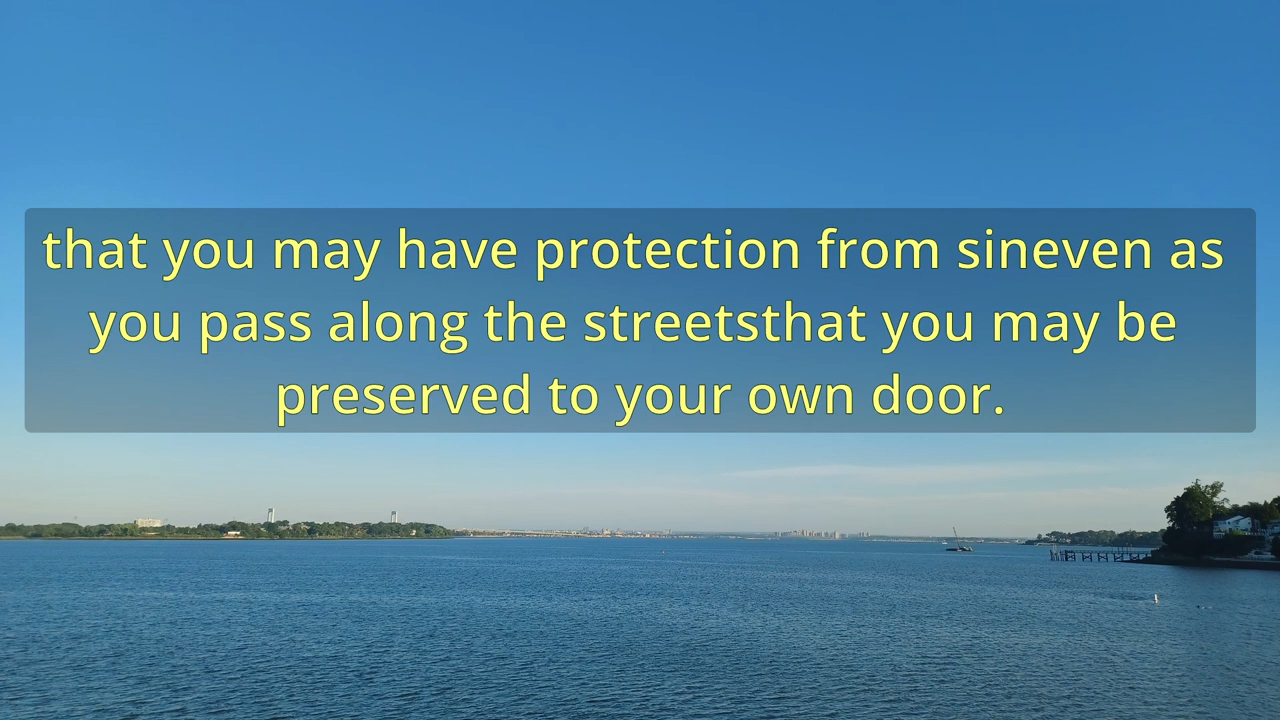 that you may have protection from sineven as
you pass along the streetsthat you may be
preserved to your own door.